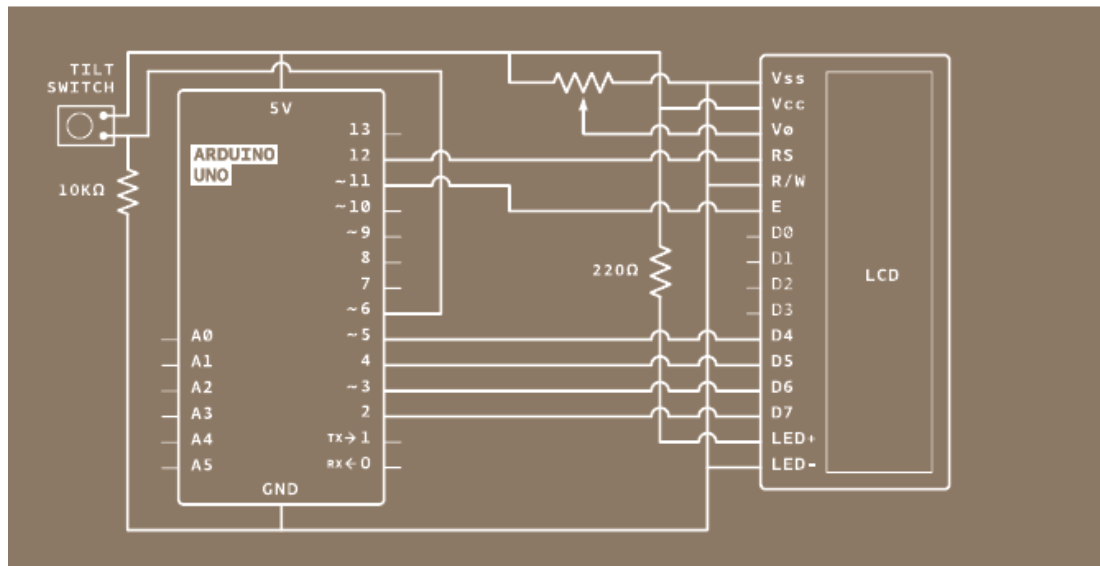 TILT
SWITCH
10KΩ
5V
ARDUINO
UNO
13
12
~11
~10
~9
8
7
~6
~5
4
~3
2
TX→1
RX←0
A0
A1
A2
A3
A4
A5
GND
220Ω
Vss
Vcc
VØ
RS
R/W
E
DØ
D1
D2
D3
D4
D5
D6
D7
LED+
LED-
LCD